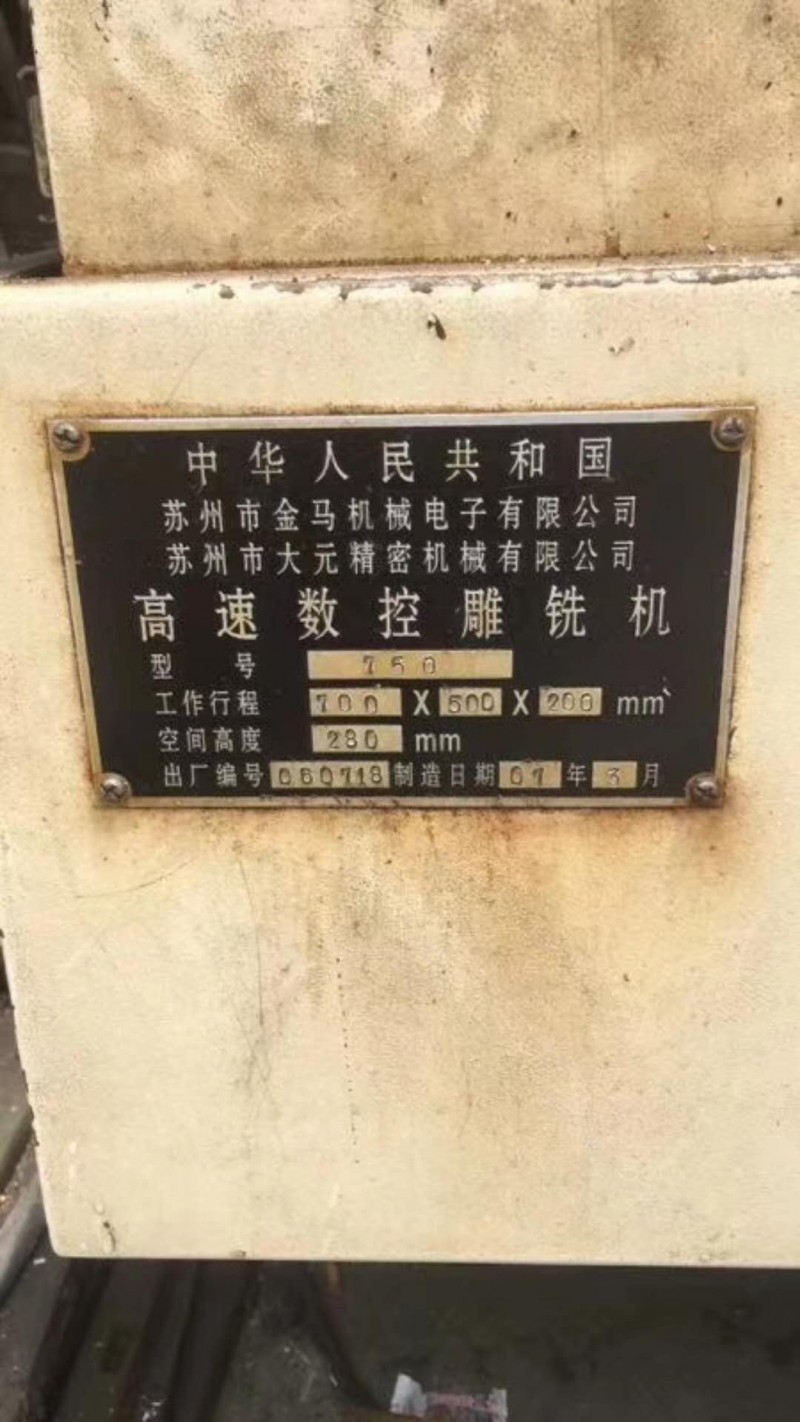 中华人民共和国
苏州市金马机械电子有限公司
苏州市大元精密机械有限公司
高速数控雕铣机
型号 750
工作行程 700 X 500 X 200 mm
空间高度 280 mm
出厂编号 060718 制造日期 07 年 3 月